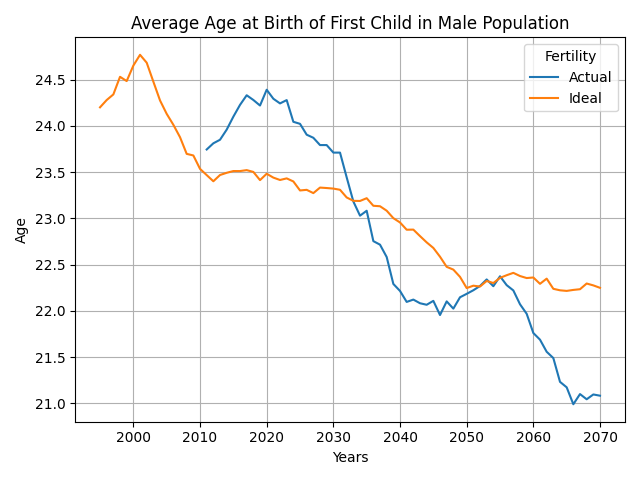 Average Age at Birth of First Child in Male Population
Fertility
Actual
Ideal
Age
24.5
24.0
23.5
23.0
22.5
22.0
21.5
21.0
2000 2010 2020 2030 2040 2050 2060 2070
Years